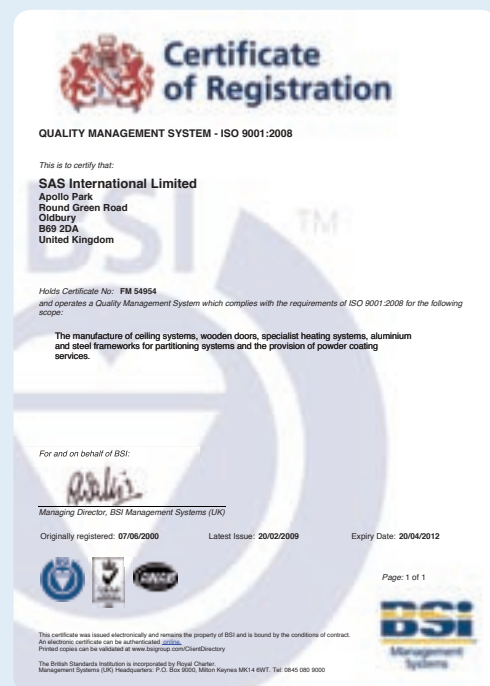 Certificate
of Registration
QUALITY MANAGEMENT SYSTEM - ISO 9001:2008
This is to certify that:
SAS International Limited
Apollo Park
Round Green Road
Oldbury
B69 2DA
United Kingdom
BSI
TM
Holds Certificate No: FM 54954
and operates a Quality Management System which complies with the requirements of ISO 9001:2008 for the following
scope:
The manufacture of ceiling systems, wooden doors, specialist heating systems, aluminium
and steel frameworks for partitioning systems and the provision of powder coating
services.
For and on behalf of BSI:
Managing Director, BSI Management Systems (UK)
Originally registered: 07/06/2000 Latest Issue: 20/02/2009 Expiry Date: 20/04/2012
Page: 1 of 1
BSi
Management
Systems
This certificate was issued electronically and remains the property of BSI and is bound by the conditions of contract.
An electronic certificate can be authenticated online.
Printed copies can be validated at www.bsigroup.com/ClientDirectory
The British Standards Institution is incorporated by Royal Charter.
Management Systems (UK) Headquarters: P.O. Box 9000, Milton Keynes MK14 6WT. Tel: 0845 080 9000